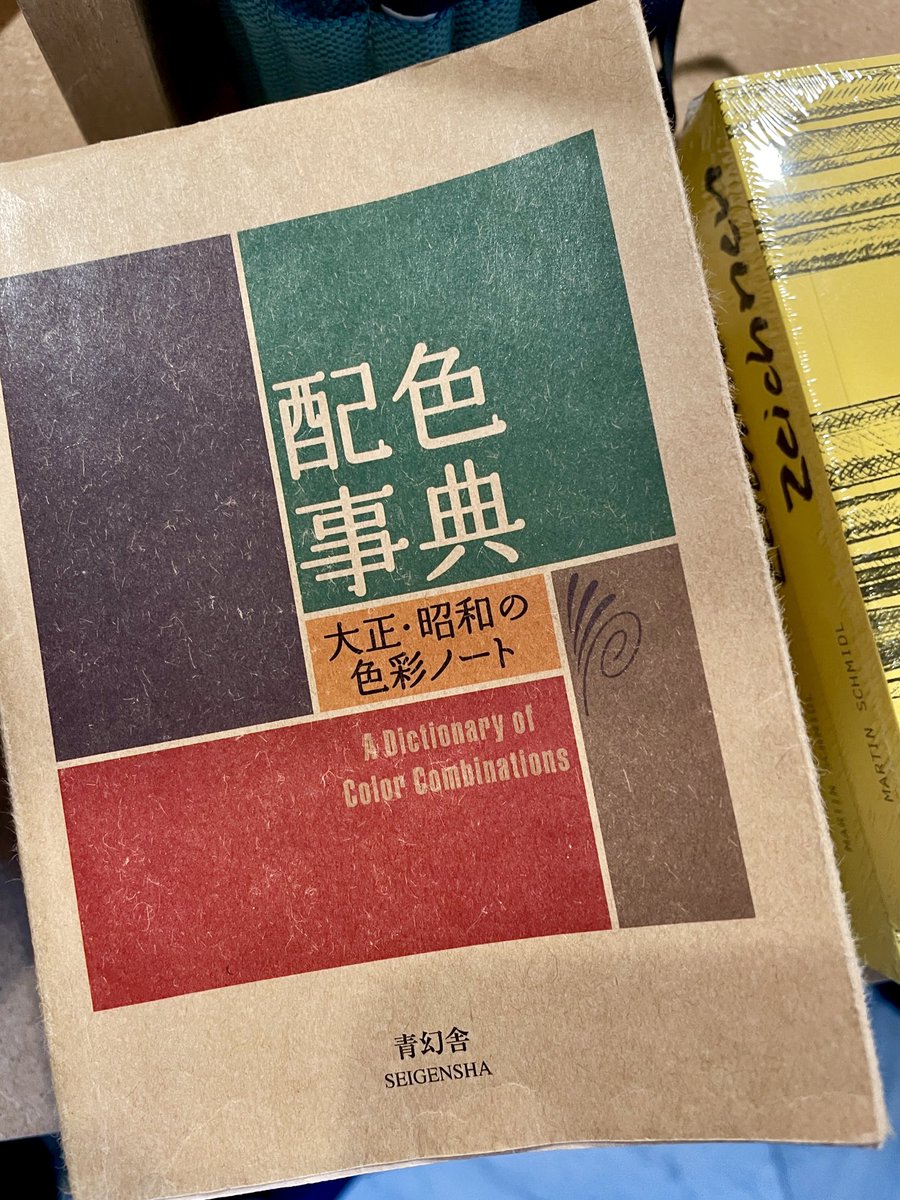 配色
事典
大正・昭和の
色彩ノート
A Dictionary of
Color Combinations
青幻舎
SEIGENSHA
Zeichnen
MARTIN SCHMIDL